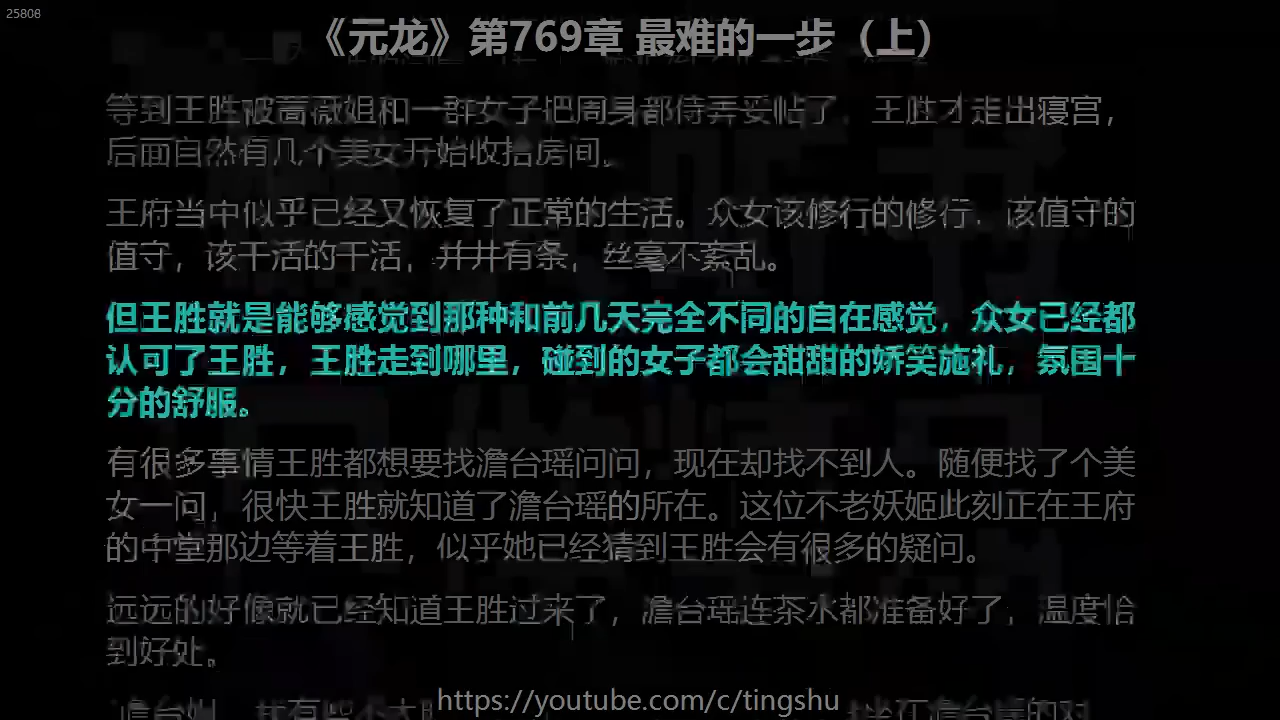 25808
《元龙》第769章 最难的一步（上）
等到王胜被蔷薇姐和一群女子把周身都侍弄妥帖了，王胜才走出寝宫，
后面自然有几个美女开始收拾房间。
王府当中似乎已经又恢复了正常的生活。众女该修行的修行，该值守的
值守，该干活的干活，井井有条，丝毫不紊乱。
但王胜就是能够感觉到那种和前几天完全不同的自在感觉，众女已经都
认可了王胜，王胜走到哪里，碰到的女子都会甜甜的娇笑施礼，氛围十
分的舒服。
有很多事情王胜都想要找澹台瑶问问，现在却找不到人。随便找了个美
女一问，很快王胜就知道了澹台瑶的所在。这位不老妖姬此刻正在王府
的中堂那边等着王胜，似乎她已经猜到王胜会有很多的疑问。
远远的好像就已经知道王胜过来了，澹台瑶连茶水都准备好了，温度恰
到好处。
https://youtube.com/c/tingshu